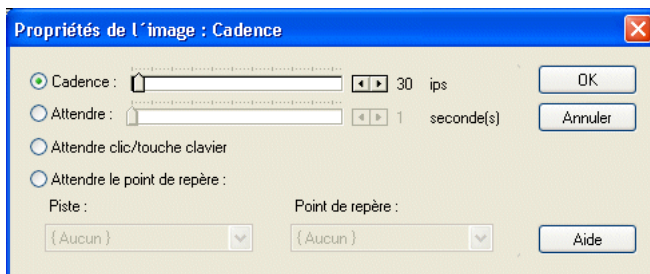 Propriétés de l´image : Cadence
Cadence : 30 ips
OK
Attendre : 1 seconde(s)
Annuler
Attendre clic/touche clavier
Attendre le point de repère :
Piste :
Point de repère :
{Aucun}
{Aucun}
Aide